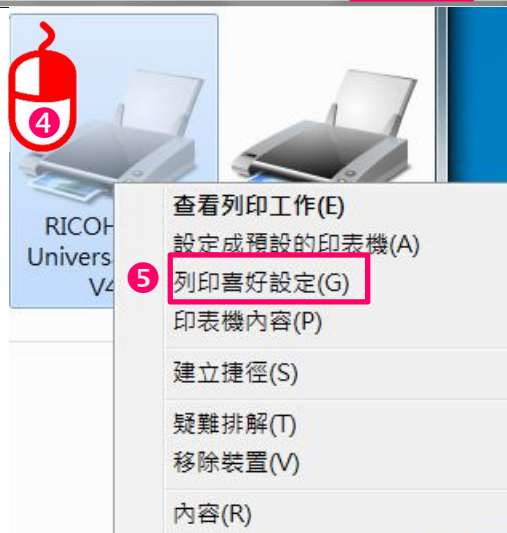 4
RICOH
Univers
V4
查看列印工作(E)
設定成預設的印表機(A)
5
列印喜好設定(G)
印表機內容(P)
建立捷徑(S)
疑難排解(T)
移除裝置(V)
內容(R)